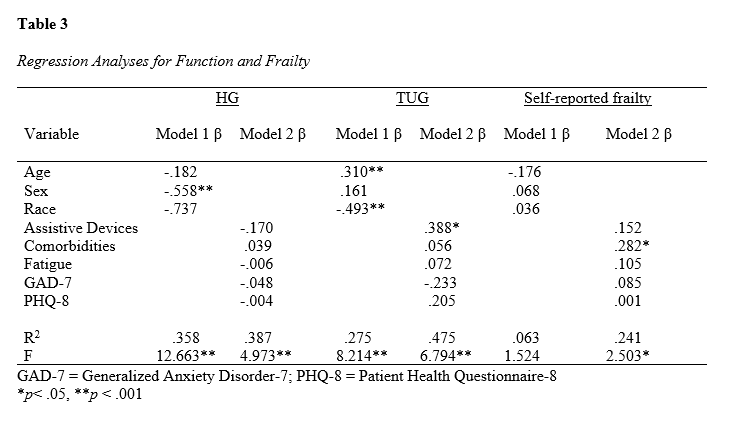 Table 3
Regression Analyses for Function and Frailty
HG TUG Self-reported frailty
Variable Model 1 β Model 2 β Model 1 β Model 2 β Model 1 β Model 2 β
Age -.182 .310** -.176
Sex -.558** .161 .068
Race -.737 -.493** .036
Assistive Devices -.170 .388* .152
Comorbidities .039 .056 .282*
Fatigue -.006 .072 .105
GAD-7 -.048 -.233 .085
PHQ-8 -.004 .205 .001
R² .358 .387 .275 .475 .063 .241
F 12.663** 4.973** 8.214** 6.794** 1.524 2.503*
GAD-7 = Generalized Anxiety Disorder-7; PHQ-8 = Patient Health Questionnaire-8
*p< .05, **p < .001